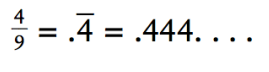 4/9 = .4̅ = .444. . . .